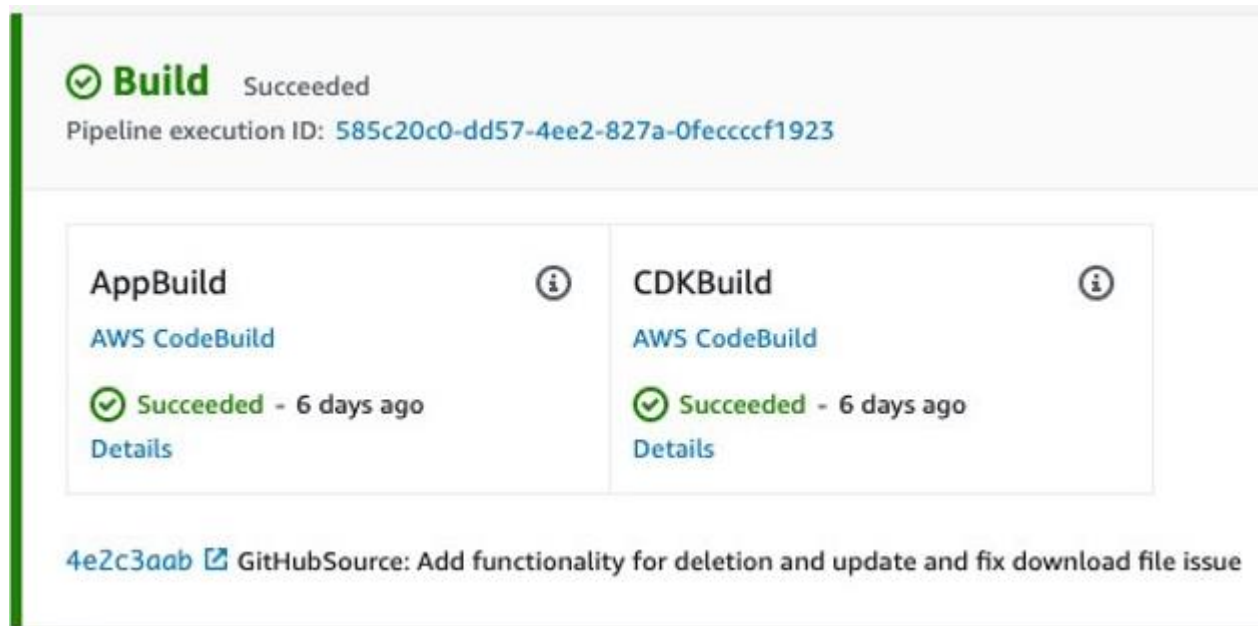 Build Succeeded
Pipeline execution ID: 585c20c0-dd57-4ee2-827a-0feccccf1923
AppBuild
AWS CodeBuild
Succeeded - 6 days ago
Details
CDKBuild
AWS CodeBuild
Succeeded - 6 days ago
Details
4e2c3aab GitHubSource: Add functionality for deletion and update and fix download file issue